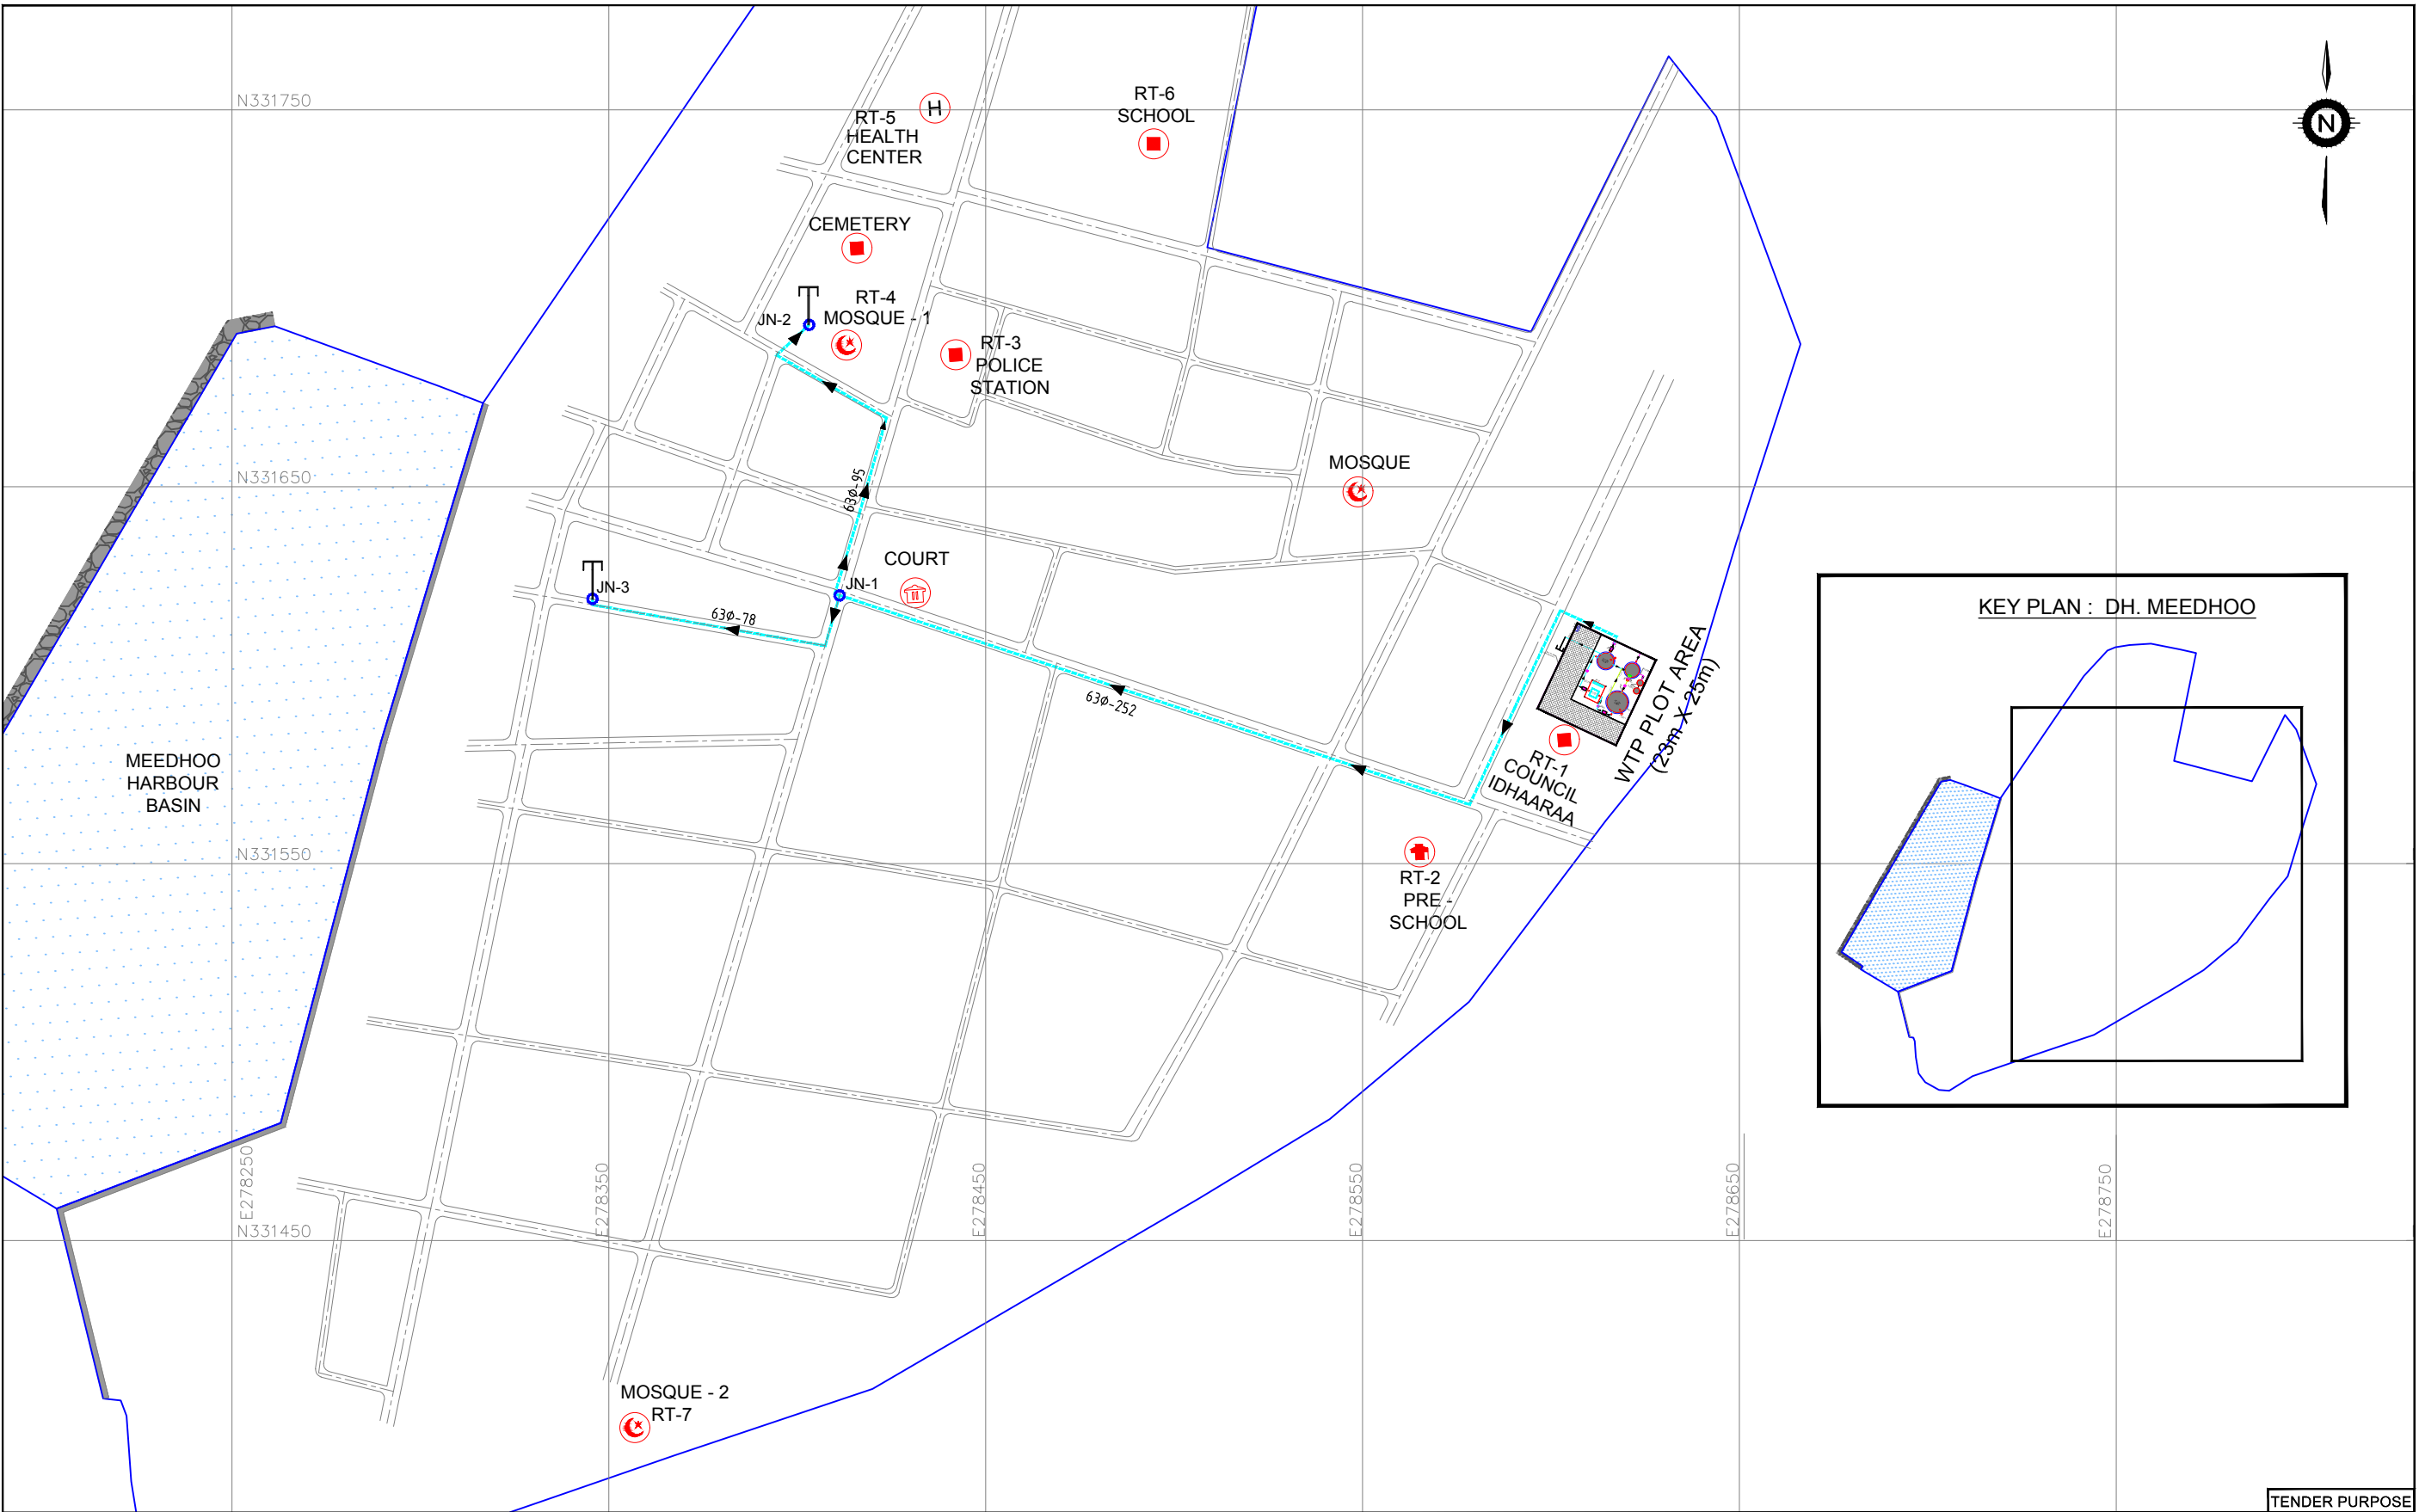 N331750
RT-5
HEALTH
CENTER
H
RT-6
SCHOOL
N
CEMETERY
JN-2
RT-4
MOSQUE - 1
RT-3
POLICE
STATION
N331650
63Ø-95
MOSQUE
COURT
JN-1
JN-3
63Ø-78
63Ø-252
WTP PLOT AREA
(23m X 25m)
RT-1
COUNCIL
IDHAARAA
KEY PLAN : DH. MEEDHOO
MEEDHOO
HARBOUR
BASIN
N331550
RT-2
PRE -
SCHOOL
E278250
E278350
E278450
E278550
E278650
E278750
N331450
MOSQUE - 2
RT-7
TENDER PURPOSE